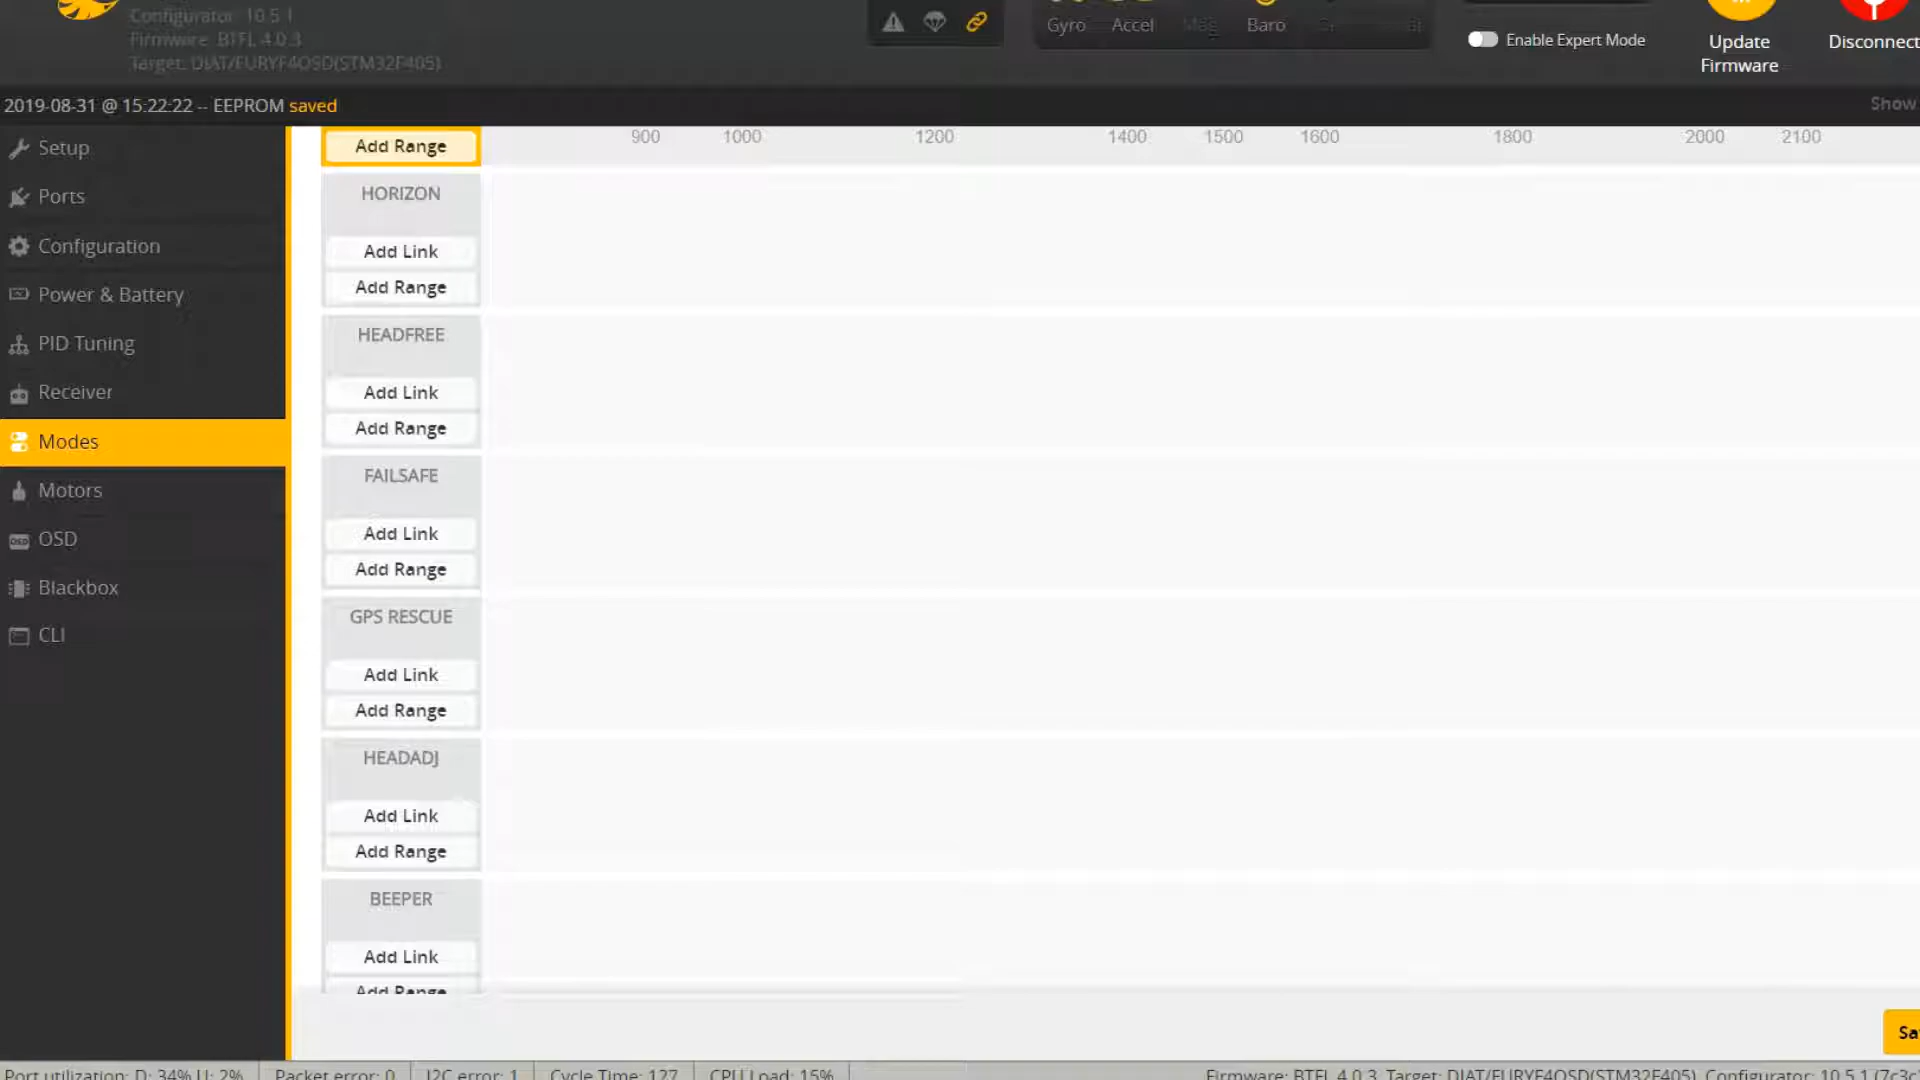 Configurator: 10.5.1
Firmware: BTFL 4.0.3
Target: DIAT/FURYF4OSD(STM32F405)
Gyro Accel Mag Baro
Enable Expert Mode
Update
Firmware
Disconnect
2019-08-31 @ 15:22:22 -- EEPROM saved
Show
Setup
Ports
Configuration
Power & Battery
PID Tuning
Receiver
Modes
Motors
OSD
Blackbox
CLI
Add Range
900 1000 1200 1400 1500 1600 1800 2000 2100
HORIZON
Add Link
Add Range
HEADFREE
Add Link
Add Range
FAILSAFE
Add Link
Add Range
GPS RESCUE
Add Link
Add Range
HEADADJ
Add Link
Add Range
BEEPER
Add Link
Add Range
Sa
Port utilization: D: 34% U: 2% Packet error: 0 I2C error: 1 Cycle Time: 127 CPU Load: 15% Firmware: BTFL 4.0.3, Target: DIAT/FURYF4OSD(STM32F405), Configurator: 10.5.1 (7c3c